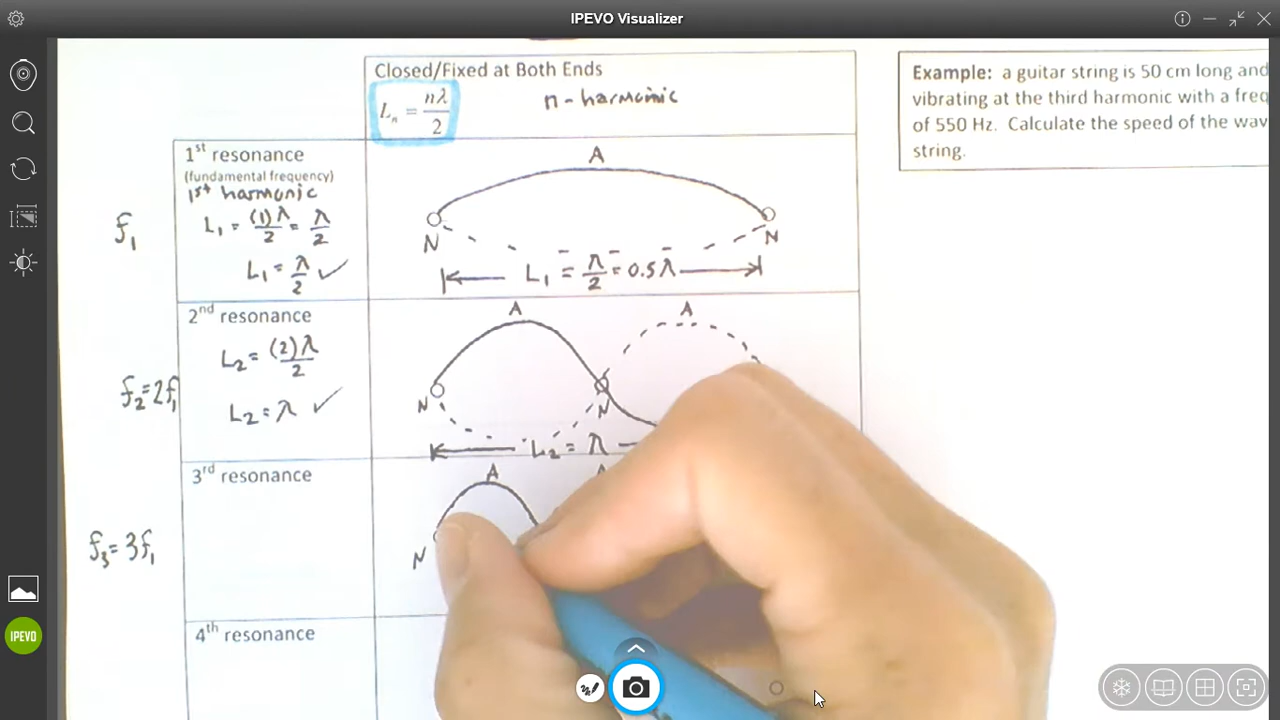 IPEVO Visualizer
Closed/Fixed at Both Ends
Lₙ = nλ/2
n - harmonic
Example: a guitar string is 50 cm long and
vibrating at the third harmonic with a freq
of 550 Hz. Calculate the speed of the wav
string.
1st resonance
(fundamental frequency)
1st harmonic
L₁ = (1)λ/2 = λ/2
L₁ = λ/2 ✓
f₁
A
N
N
L₁ = λ/2 = 0.5λ
2nd resonance
L₂ = (2)λ/2
L₂ = λ ✓
f₂=2f₁
A
A
N
N
L₂ = λ
3rd resonance
f₃=3f₁
A
N
4th resonance
IPEVO